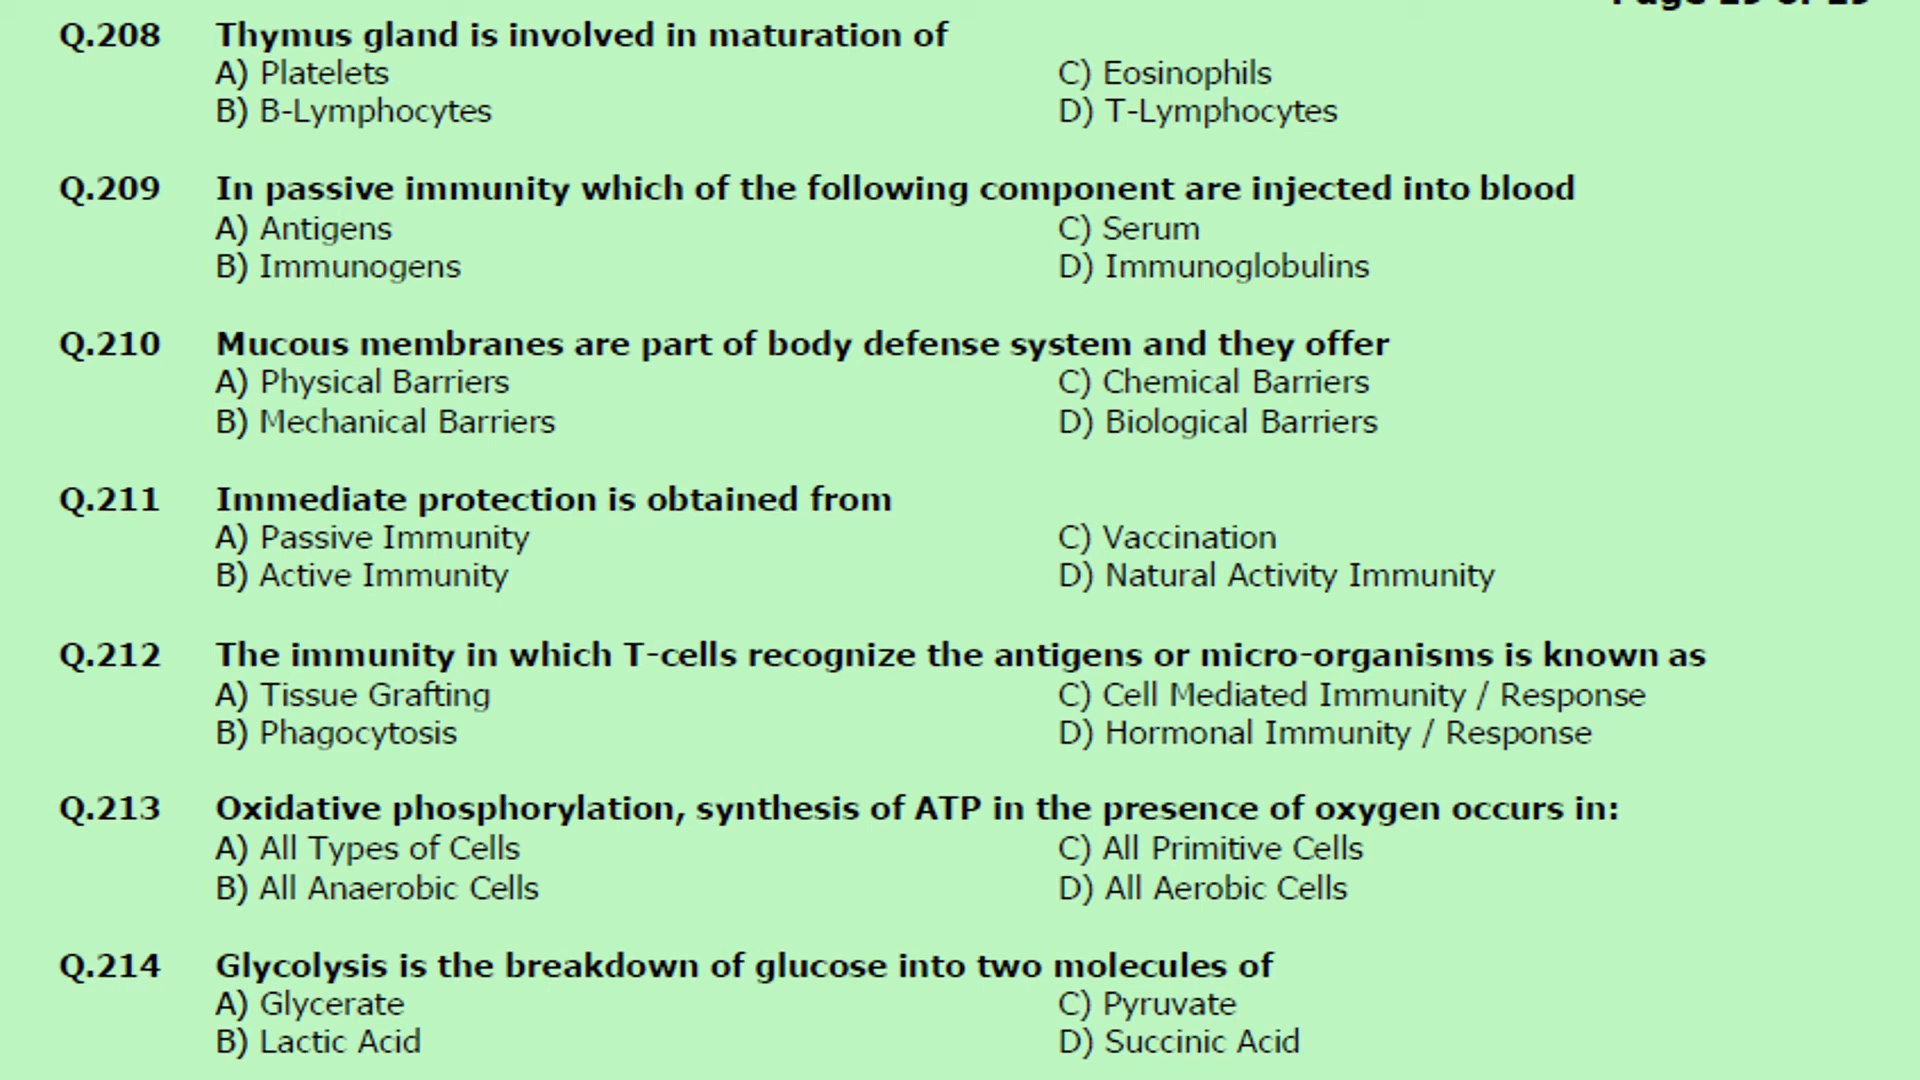 Q.208 Thymus gland is involved in maturation of
A) Platelets C) Eosinophils
B) B-Lymphocytes D) T-Lymphocytes
Q.209 In passive immunity which of the following component are injected into blood
A) Antigens C) Serum
B) Immunogens D) Immunoglobulins
Q.210 Mucous membranes are part of body defense system and they offer
A) Physical Barriers C) Chemical Barriers
B) Mechanical Barriers D) Biological Barriers
Q.211 Immediate protection is obtained from
A) Passive Immunity C) Vaccination
B) Active Immunity D) Natural Activity Immunity
Q.212 The immunity in which T-cells recognize the antigens or micro-organisms is known as
A) Tissue Grafting C) Cell Mediated Immunity / Response
B) Phagocytosis D) Hormonal Immunity / Response
Q.213 Oxidative phosphorylation, synthesis of ATP in the presence of oxygen occurs in:
A) All Types of Cells C) All Primitive Cells
B) All Anaerobic Cells D) All Aerobic Cells
Q.214 Glycolysis is the breakdown of glucose into two molecules of
A) Glycerate C) Pyruvate
B) Lactic Acid D) Succinic Acid